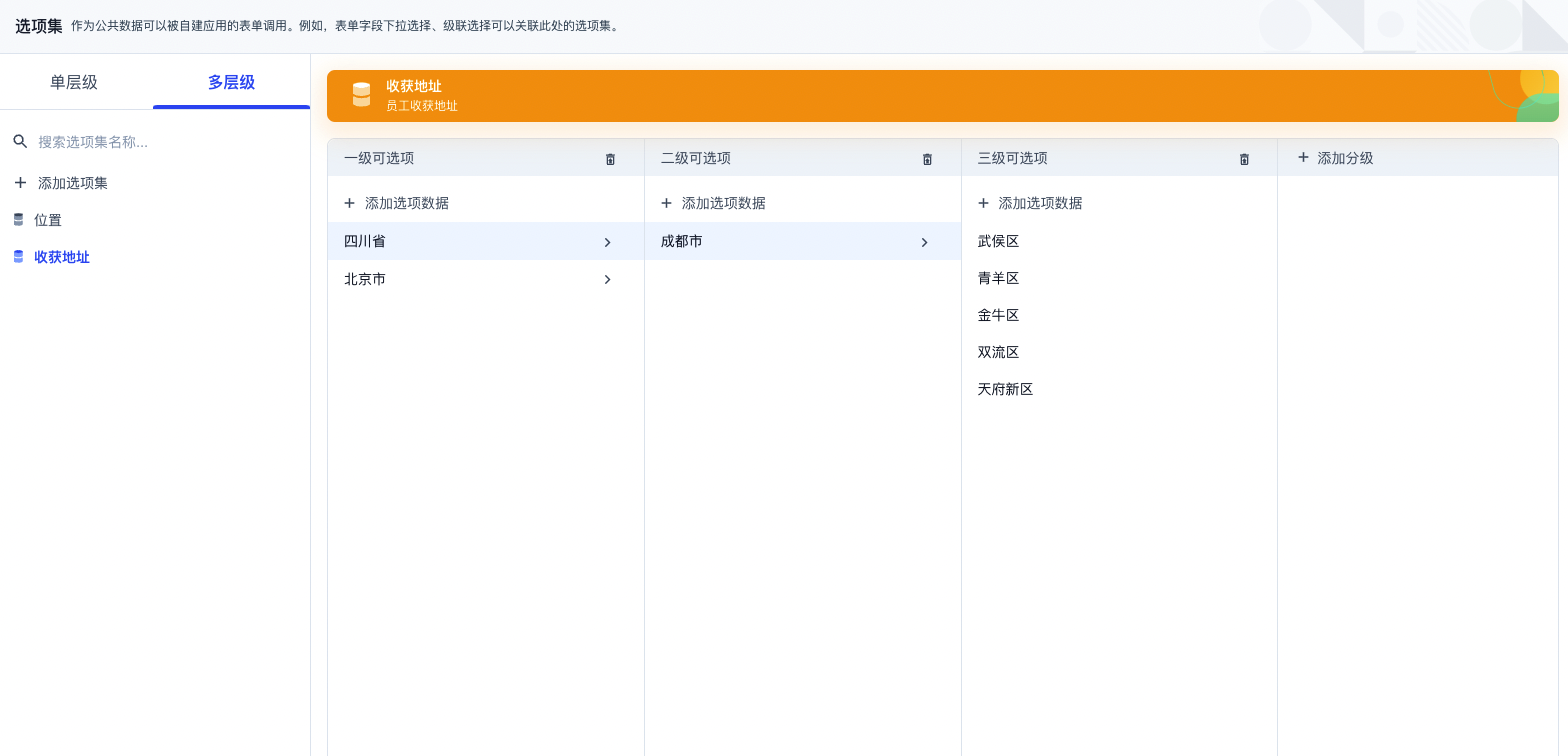 选项集 作为公共数据可以被自建应用的表单调用。例如，表单字段下拉选择、级联选择可以关联此处的选项集。
单层级 多层级
搜索选项集名称...
添加选项集
位置
收获地址
收获地址
员工收获地址
一级可选项 二级可选项 三级可选项 添加分级
添加选项数据 添加选项数据 添加选项数据
四川省 成都市 武侯区
北京市 青羊区
金牛区
双流区
天府新区